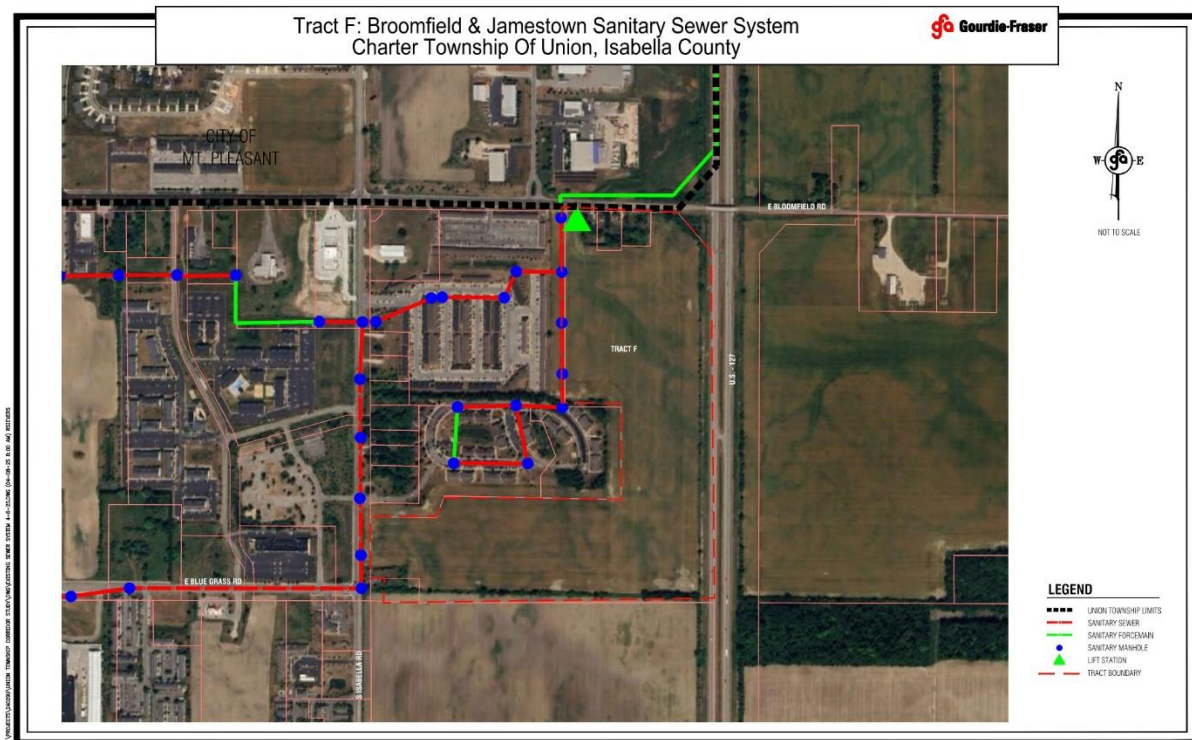 Tract F: Broomfield & Jamestown Sanitary Sewer System
Charter Township Of Union, Isabella County
gfa Gourdie-Fraser
CITY OF
MT. PLEASANT
N
W
gfa
E
E BLOOMFIELD RD
NOT TO SCALE
TRACT F
U.S. - 127
E BLUE GRASS RD
S ISABELLA RD
LEGEND
UNION TOWNSHIP LIMITS
SANITARY SEWER
SANITARY FORCEMAIN
SANITARY MANHOLE
LIFT STATION
TRACT BOUNDARY